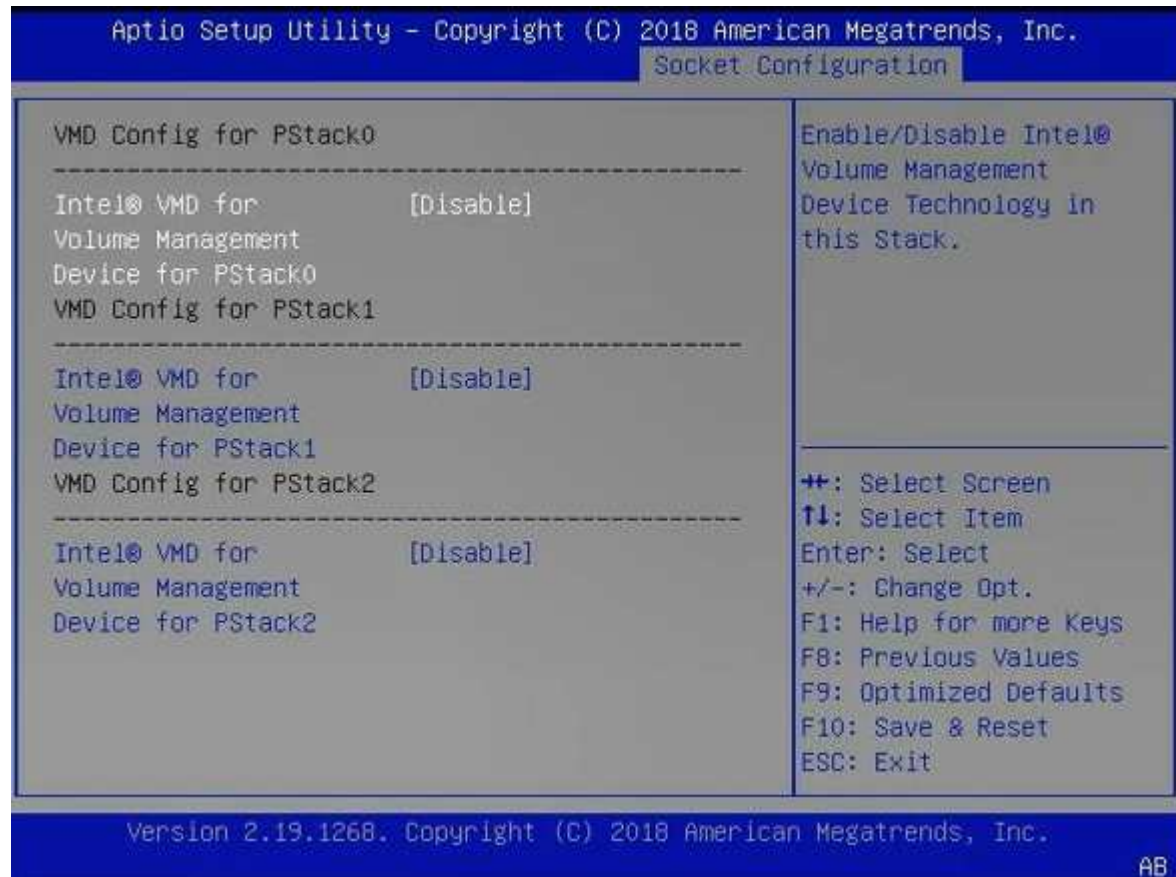 Aptio Setup Utility – Copyright (C) 2018 American Megatrends, Inc.
Socket Configuration
VMD Config for PStack0
------------------------------------------------
Intel® VMD for [Disable]
Volume Management
Device for PStack0
VMD Config for PStack1
------------------------------------------------
Intel® VMD for [Disable]
Volume Management
Device for PStack1
VMD Config for PStack2
------------------------------------------------
Intel® VMD for [Disable]
Volume Management
Device for PStack2
Enable/Disable Intel®
Volume Management
Device Technology in
this Stack.
→←: Select Screen
↑↓: Select Item
Enter: Select
+/-: Change Opt.
F1: Help for more Keys
F8: Previous Values
F9: Optimized Defaults
F10: Save & Reset
ESC: Exit
Version 2.19.1268. Copyright (C) 2018 American Megatrends, Inc.
AB